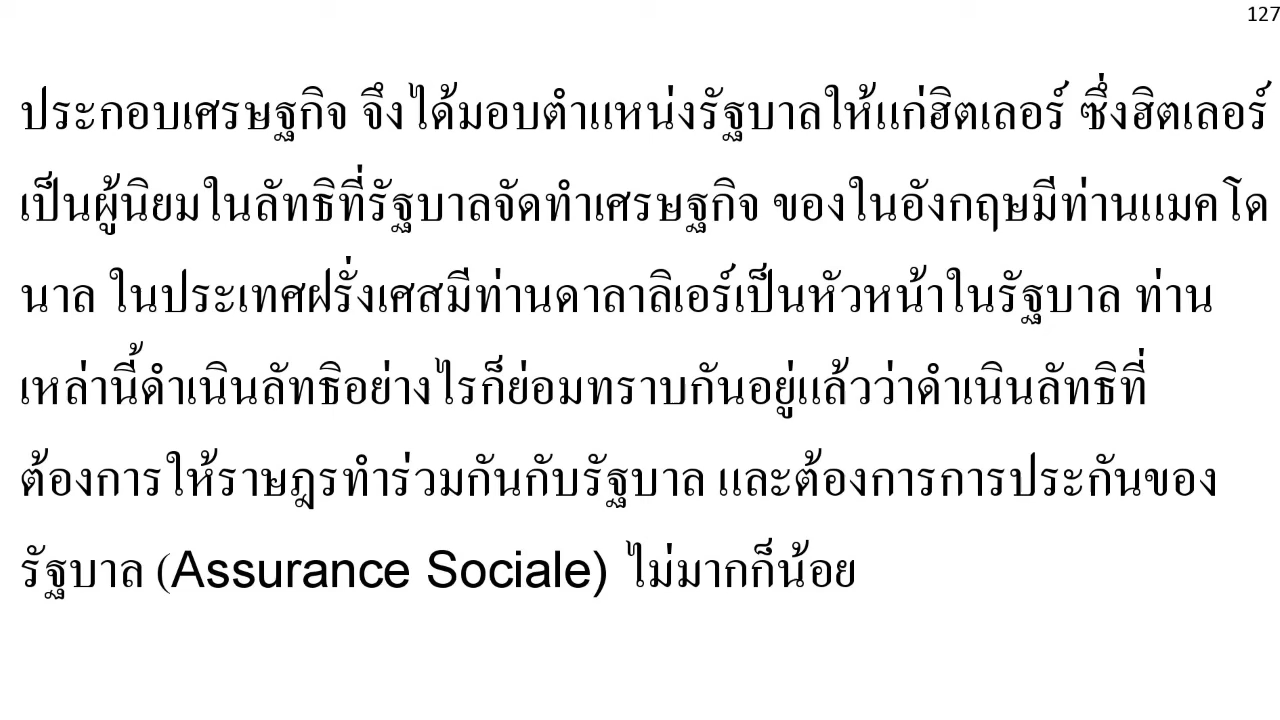 127
ประกอบเศรษฐกิจ จึงได้มอบตำแหน่งรัฐบาลให้แก่ฮิตเลอร์ ซึ่งฮิตเลอร์
เป็นผู้นิยมในลัทธิที่รัฐบาลจัดทำเศรษฐกิจ ของในอังกฤษมีท่านแมคโด
นาล ในประเทศฝรั่งเศสมีท่านดาลาลิเอร์เป็นหัวหน้าในรัฐบาล ท่าน
เหล่านี้ดำเนินลัทธิอย่างไรก็ย่อมทราบกันอยู่แล้วว่าดำเนินลัทธิที่
ต้องการให้ราษฎรทำร่วมกันกับรัฐบาล และต้องการการประกันของ
รัฐบาล (Assurance Sociale) ไม่มากก็น้อย